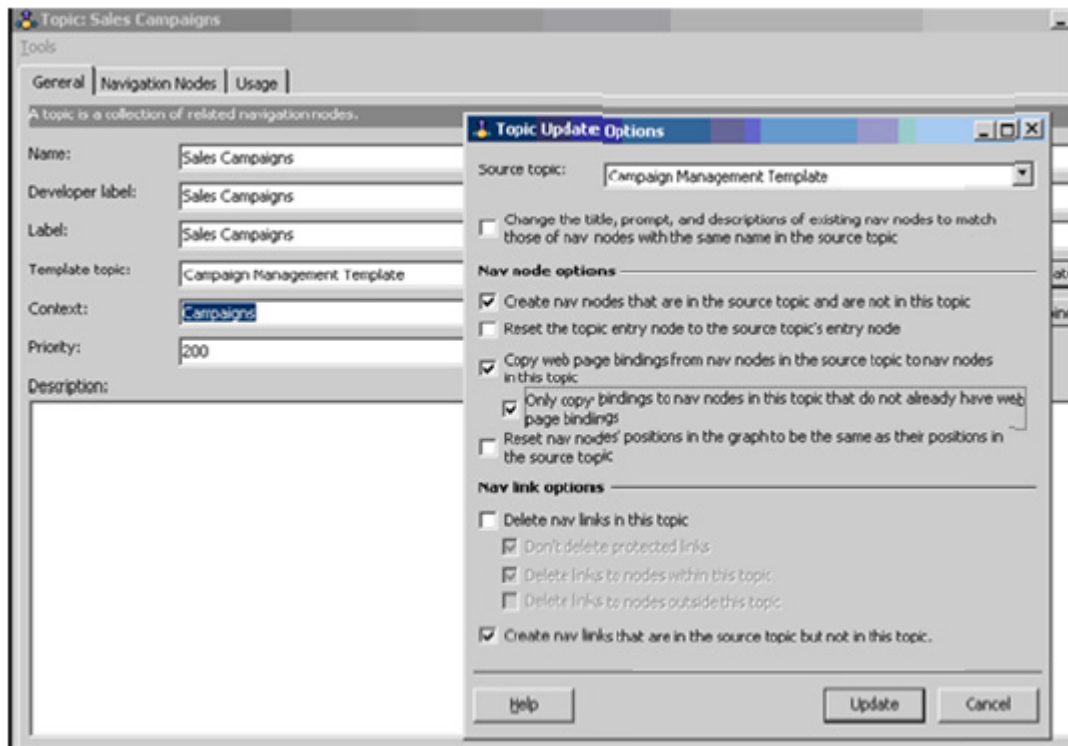 Topic: Sales Campaigns
Tools
General
Navigation Nodes
Usage
A topic is a collection of related navigation nodes.
Name:
Sales Campaigns
Developer label:
Sales Campaigns
Label:
Sales Campaigns
Template topic:
Campaign Management Template
Context:
Campaigns
Priority:
200
Description:
Topic Update Options
Source topic:
Campaign Management Template
Change the title, prompt, and descriptions of existing nav nodes to match
those of nav nodes with the same name in the source topic
Nav node options
Create nav nodes that are in the source topic and are not in this topic
Reset the topic entry node to the source topic's entry node
Copy web page bindings from nav nodes in the source topic to nav nodes
in this topic
Only copy bindings to nav nodes in this topic that do not already have web
page bindings
Reset nav nodes' positions in the graph to be the same as their positions in
the source topic
Nav link options
Delete nav links in this topic
Don't delete protected links
Delete links to nodes within this topic
Delete links to nodes outside this topic
Create nav links that are in the source topic but not in this topic.
Help
Update
Cancel